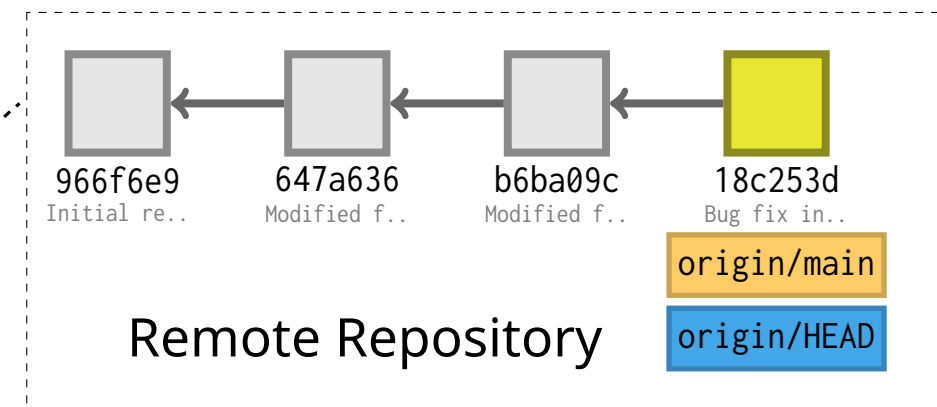 966f6e9 647a636 b6ba09c 18c253d
Initial re.. Modified f.. Modified f.. Bug fix in..
origin/main
Remote Repository
origin/HEAD